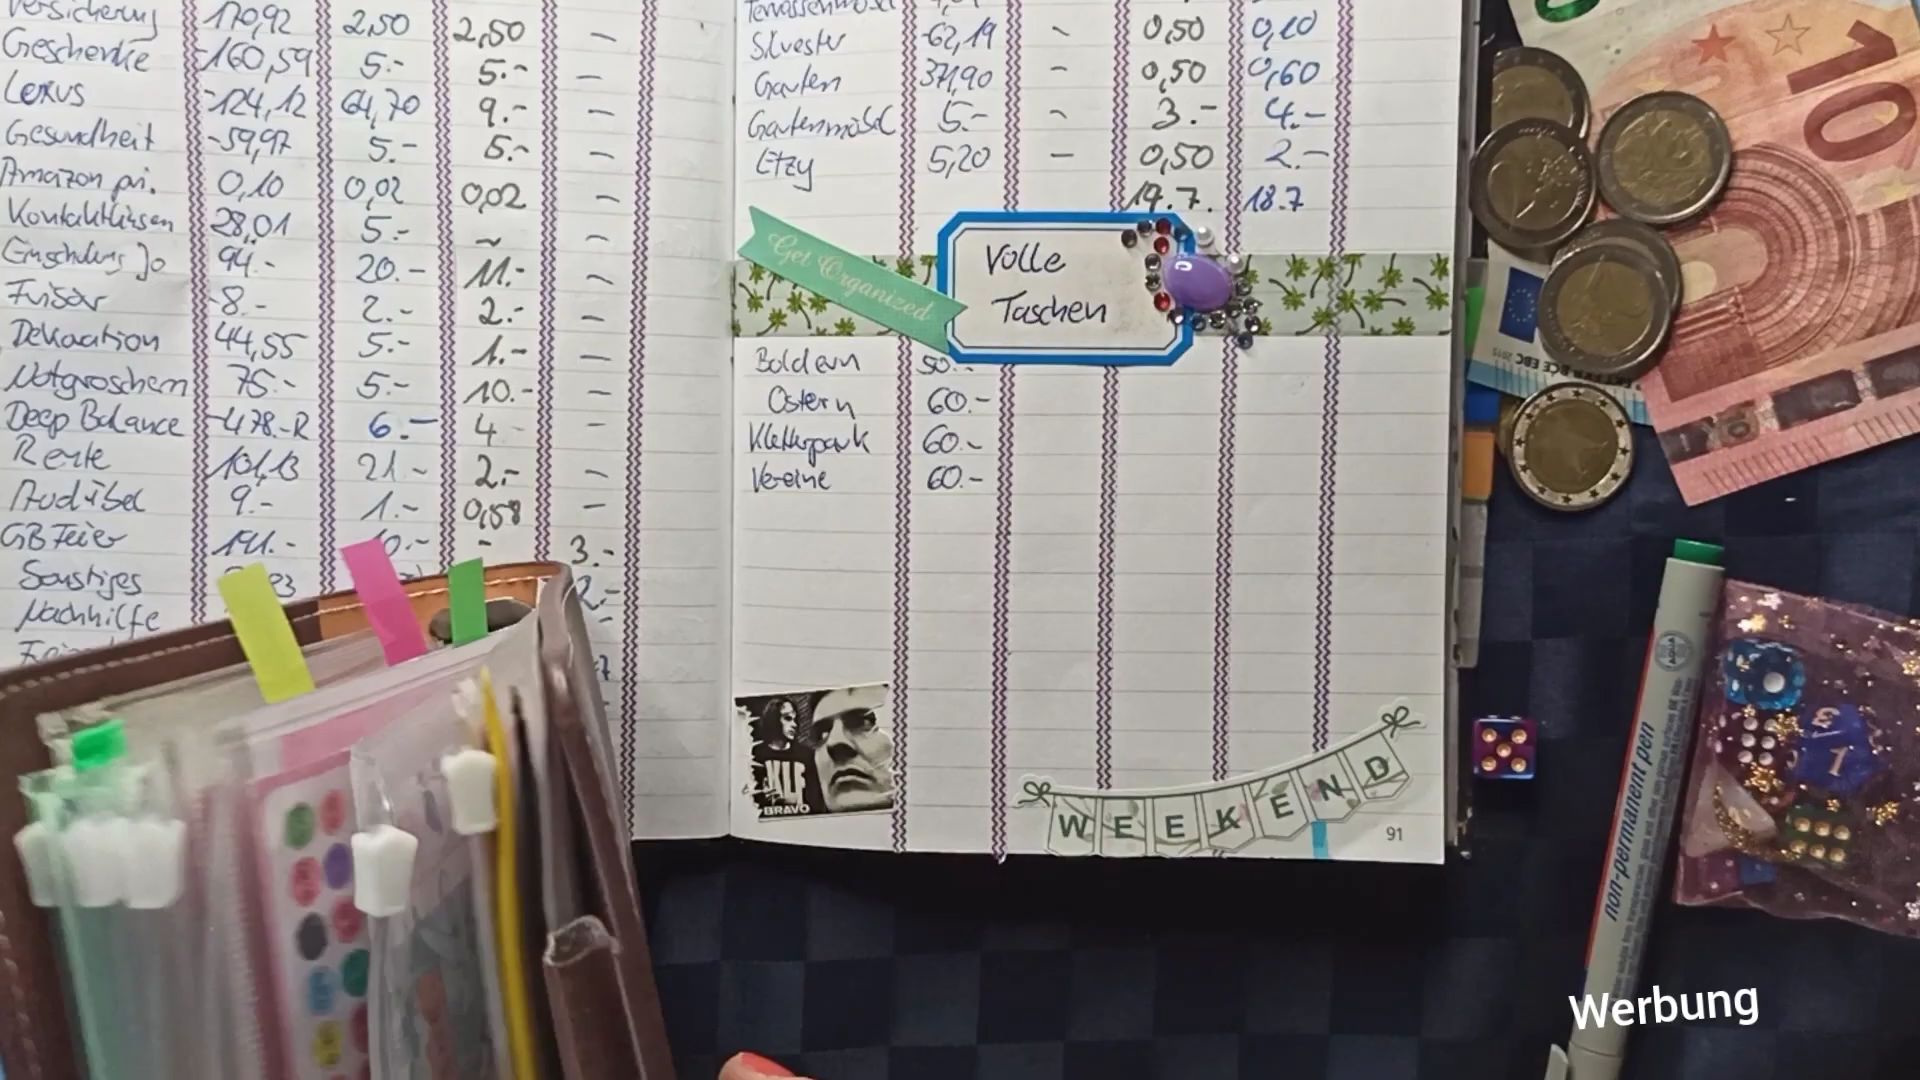 Versicherung 170,92 2,50 2,50 –
Geschenke -160,59 5.- 5.- –
Lexus -124,12 64,70 9.- –
Gesundheit -59,97 5.- 5.- –
Amazon pri. 0,10 0,02 0,02 –
Kontaktlinsen 28,01 5.- ~ –
94.- 20.- 11.- –
Frisör -8.- 2.- 2.- –
Dekoration 44,55 5.- 1.- –
Notgroschen 75.- 5.- 10.- –
Deep Balance -478.-R 6.- 4 -
Rente 101,13 21.- 2.- –
Audibel 9.- 1.- 0,58 –
GB Feier 141.- - 3.-
Sonstiges 2.-
Nachhilfe
Silvester -62,19 ~ 0,50 0,10
Garten 37,90 - 0,50 0,60
Gartenmöbel 5.- ~ 3.- 4.-
Etzy 5,20 – 0,50 2.-
19.7. 18.7
Get Organized
Volle
Taschen
Boldern 50.-
Ostern 60.-
Kletterpark 60.-
Vereine 60.-
KLF
BRAVO
WEEKEND
91
10
non-permanent pen
Werbung